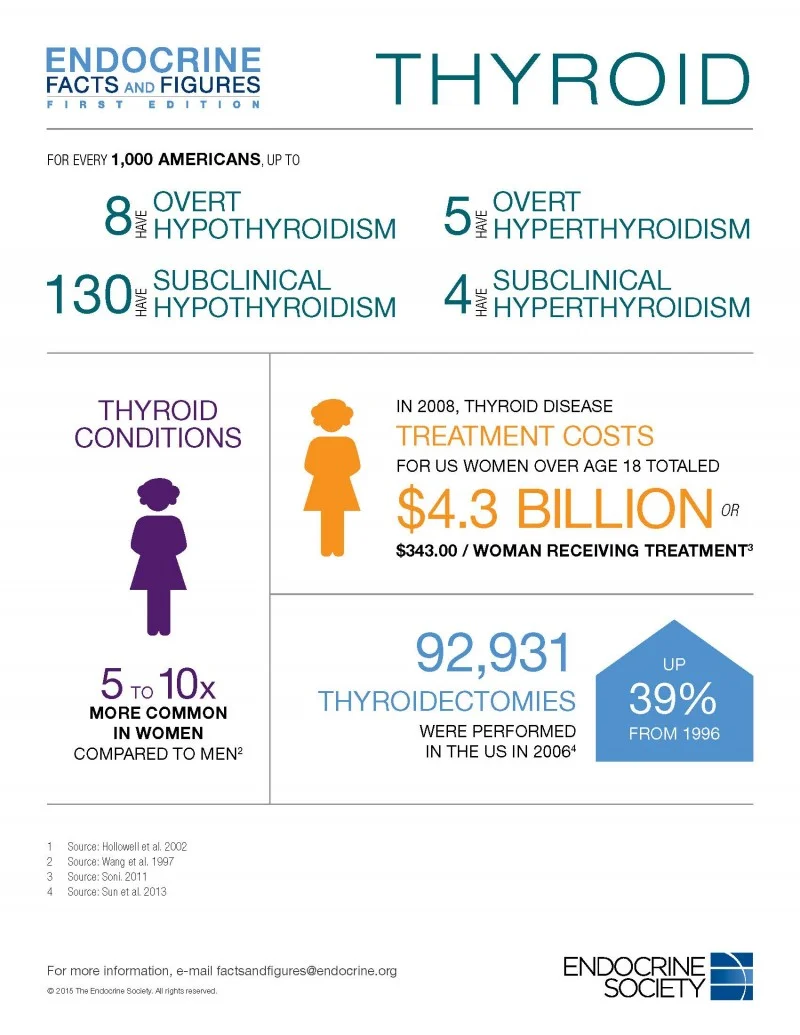 ENDOCRINE
FACTS AND FIGURES
FIRST EDITION
THYROID
FOR EVERY 1,000 AMERICANS, UP TO
8 HAVE OVERT
HYPOTHYROIDISM
5 HAVE OVERT
HYPERTHYROIDISM
130 HAVE SUBCLINICAL
HYPOTHYROIDISM
4 HAVE SUBCLINICAL
HYPERTHYROIDISM
THYROID
CONDITIONS
5 TO 10x
MORE COMMON
IN WOMEN
COMPARED TO MEN2
IN 2008, THYROID DISEASE
TREATMENT COSTS
FOR US WOMEN OVER AGE 18 TOTALED
$4.3 BILLION OR
$343.00 / WOMAN RECEIVING TREATMENT3
92,931
THYROIDECTOMIES
WERE PERFORMED
IN THE US IN 20064
UP
39%
FROM 1996
1 Source: Hollowell et al. 2002
2 Source: Wang et al. 1997
3 Source: Soni. 2011
4 Source: Sun et al. 2013
For more information, e-mail factsandfigures@endocrine.org
© 2015 The Endocrine Society. All rights reserved.
ENDOCRINE
SOCIETY